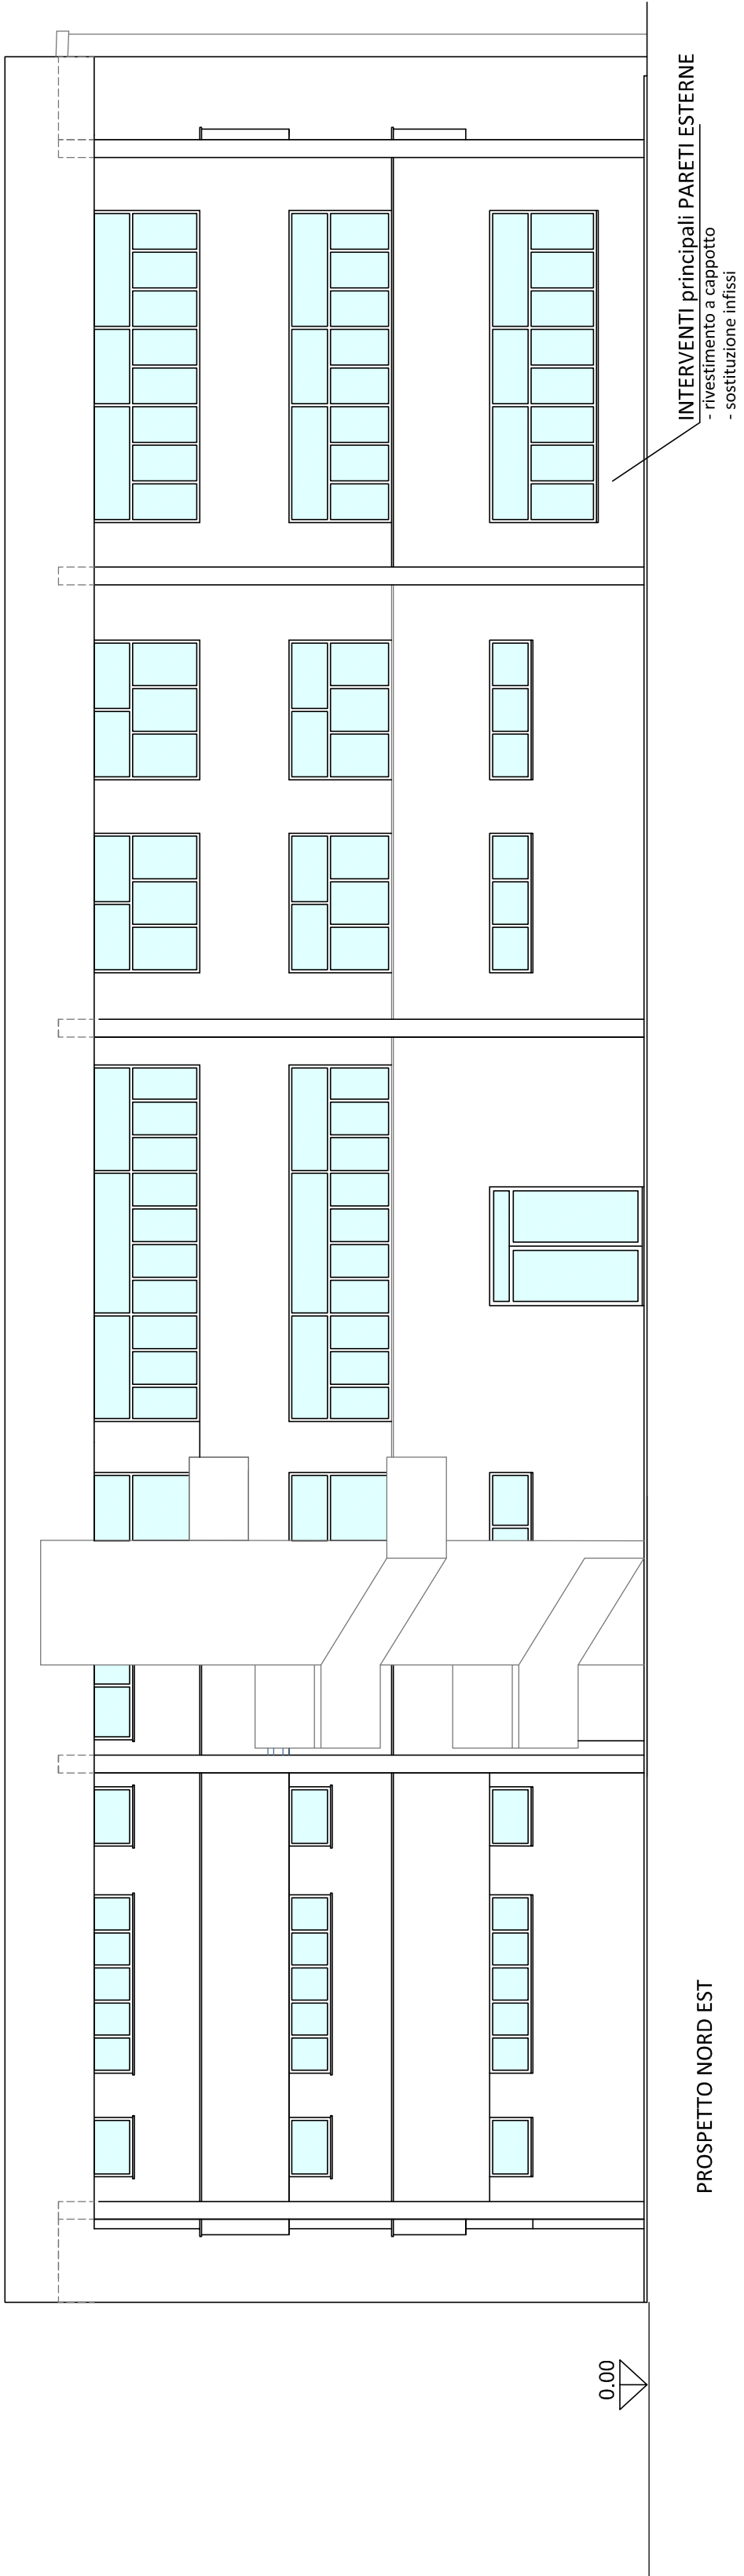 INTERVENTI principali PARETI ESTERNE
- rivestimento a cappotto
- sostituzione infissi
PROSPETTO NORD EST
0.00